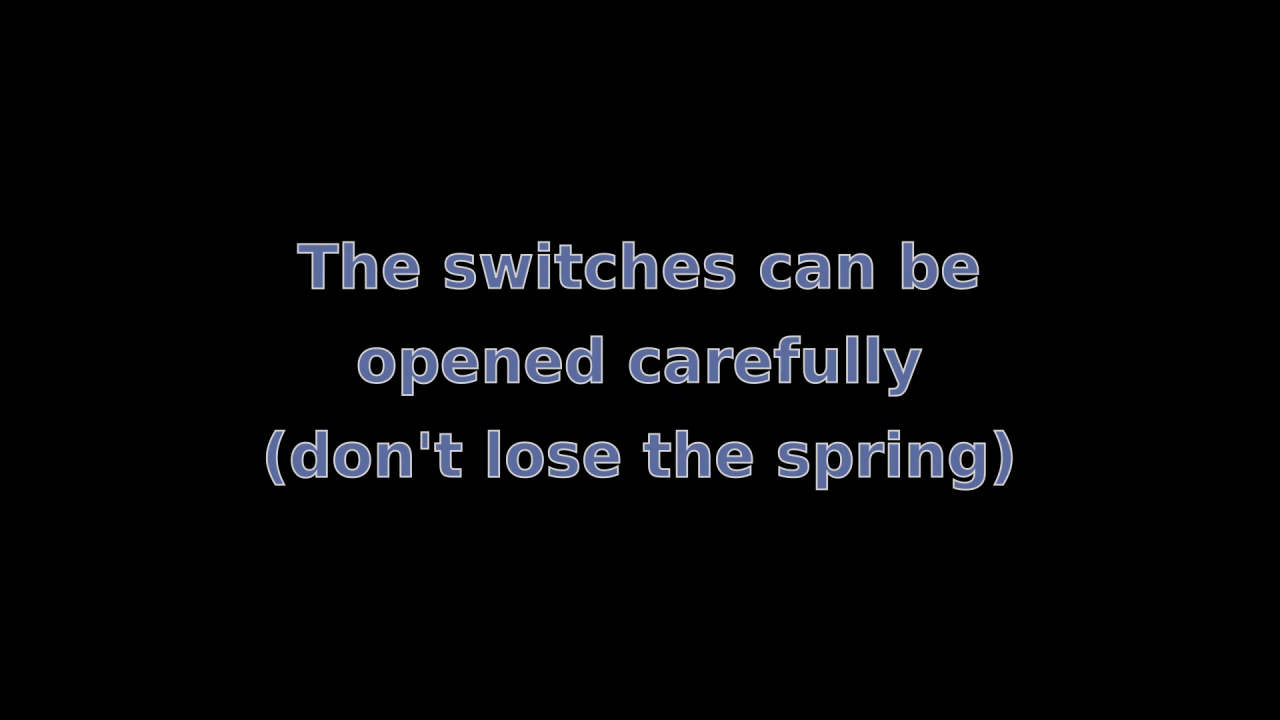 The switches can be
opened carefully
(don't lose the spring)